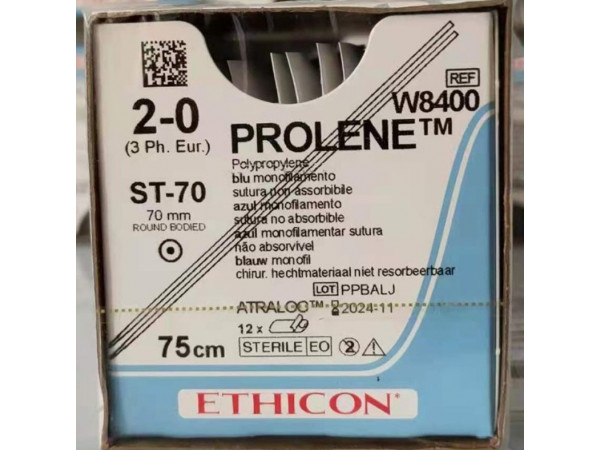 REF
W8400
2-0
(3 Ph. Eur.)
PROLENE™
Polypropylene
blu monofilamento
sutura non assorbibile
azul monofilamento
sutura no absorbible
azul monofilamentar sutura
não absorvível
blauw monofil
chirur. hechtmateriaal niet resorbeerbaar
ST-70
70 mm
ROUND BODIED
LOT PPBALJ
ATRALOC™ 2024-11
12 x
75cm
STERILE EO 2
ETHICON®